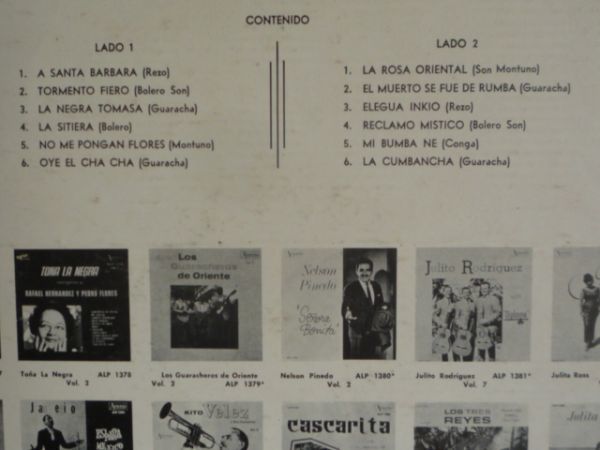 CONTENIDO
LADO 1
1. A SANTA BARBARA (Rezo)
2. TORMENTO FIERO (Bolero Son)
3. LA NEGRA TOMASA (Guaracha)
4. LA SITIERA (Bolero)
5. NO ME PONGAN FLORES (Montuno)
6. OYE EL CHA CHA (Guaracha)
LADO 2
1. LA ROSA ORIENTAL (Son Montuno)
2. EL MUERTO SE FUE DE RUMBA (Guaracha)
3. ELEGUA INKIO (Rezo)
4. RECLAMO MISTICO (Bolero Son)
5. MI BUMBA NE (Conga)
6. LA CUMBANCHA (Guaracha)
TOÑA LA NEGRA
RAFAEL HERNANDEZ Y PEDRO FLORES
Toña La Negra ALP 1378
Vol. 3
Los
Guaracheros
de Oriente
Los Guaracheros de Oriente
Vol. 3 ALP 1379*
Nelson
Pinedo
Señora
Bonita
Nelson Pinedo ALP 1380*
Vol. 2
Julito Rodriguez
Julito Rodriguez ALP 1381*
Vol. 7
Julita Ross
KITO Velez
cascarita
LOS TRES
REYES
Julita